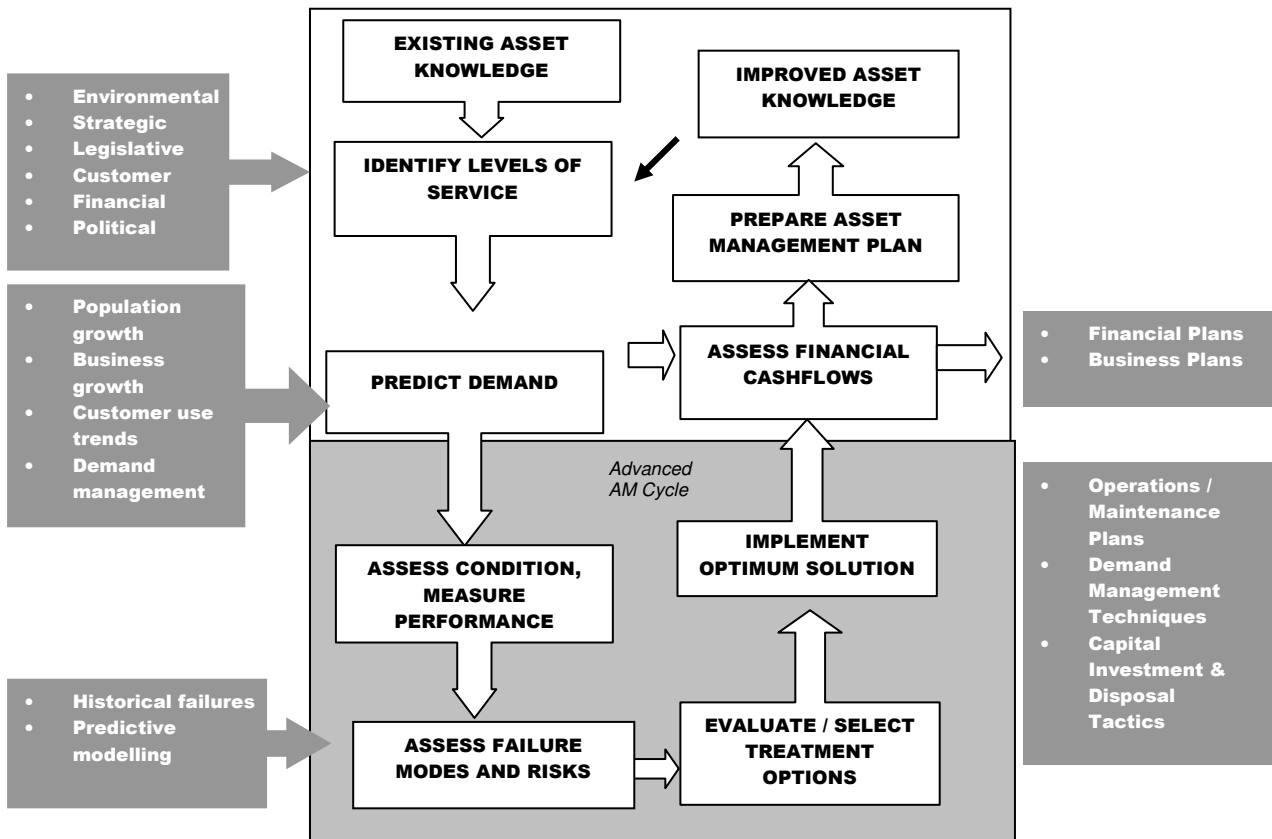 EXISTING ASSET
KNOWLEDGE
IMPROVED ASSET
KNOWLEDGE
• Environmental
• Strategic
• Legislative
• Customer
• Financial
• Political
IDENTIFY LEVELS OF
SERVICE
PREPARE ASSET
MANAGEMENT PLAN
• Population
growth
• Business
growth
• Customer use
trends
• Demand
management
PREDICT DEMAND
ASSESS FINANCIAL
CASHFLOWS
• Financial Plans
• Business Plans
Advanced
AM Cycle
ASSESS CONDITION,
MEASURE
PERFORMANCE
IMPLEMENT
OPTIMUM SOLUTION
• Operations /
Maintenance
Plans
• Demand
Management
Techniques
• Capital
Investment &
Disposal
Tactics
• Historical failures
• Predictive
modelling
ASSESS FAILURE
MODES AND RISKS
EVALUATE / SELECT
TREATMENT
OPTIONS